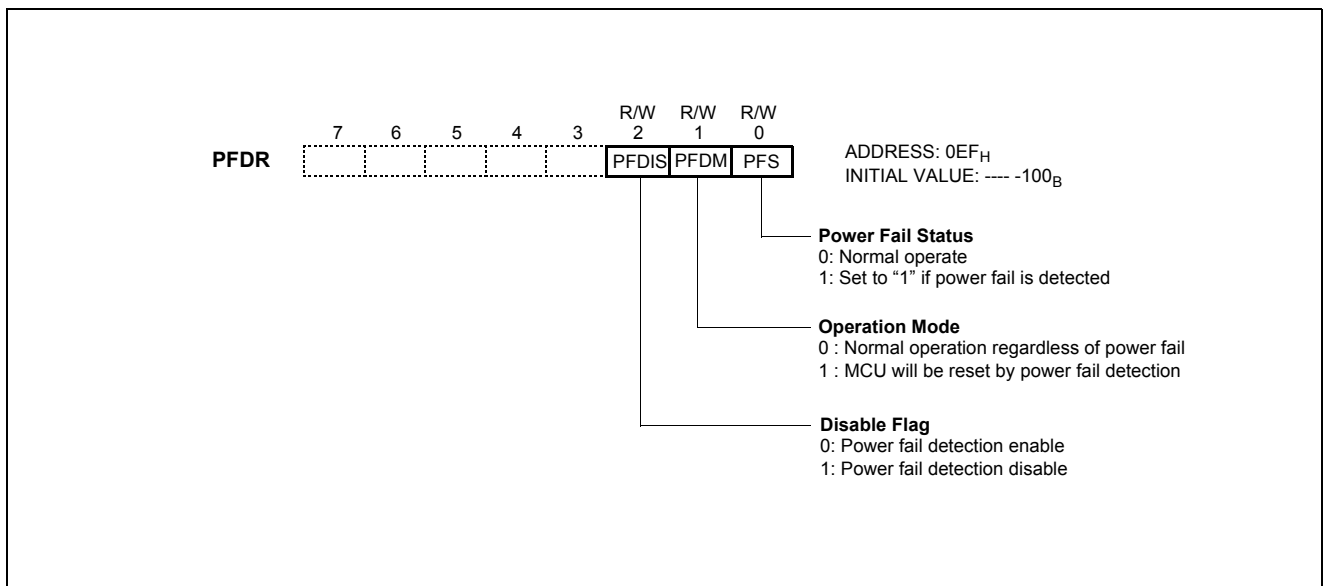 R/W R/W R/W
7 6 5 4 3 2 1 0
PFDR PFDIS PFDM PFS
ADDRESS: 0EFH
INITIAL VALUE: ---- -100B
Power Fail Status
0: Normal operate
1: Set to “1” if power fail is detected
Operation Mode
0 : Normal operation regardless of power fail
1 : MCU will be reset by power fail detection
Disable Flag
0: Power fail detection enable
1: Power fail detection disable